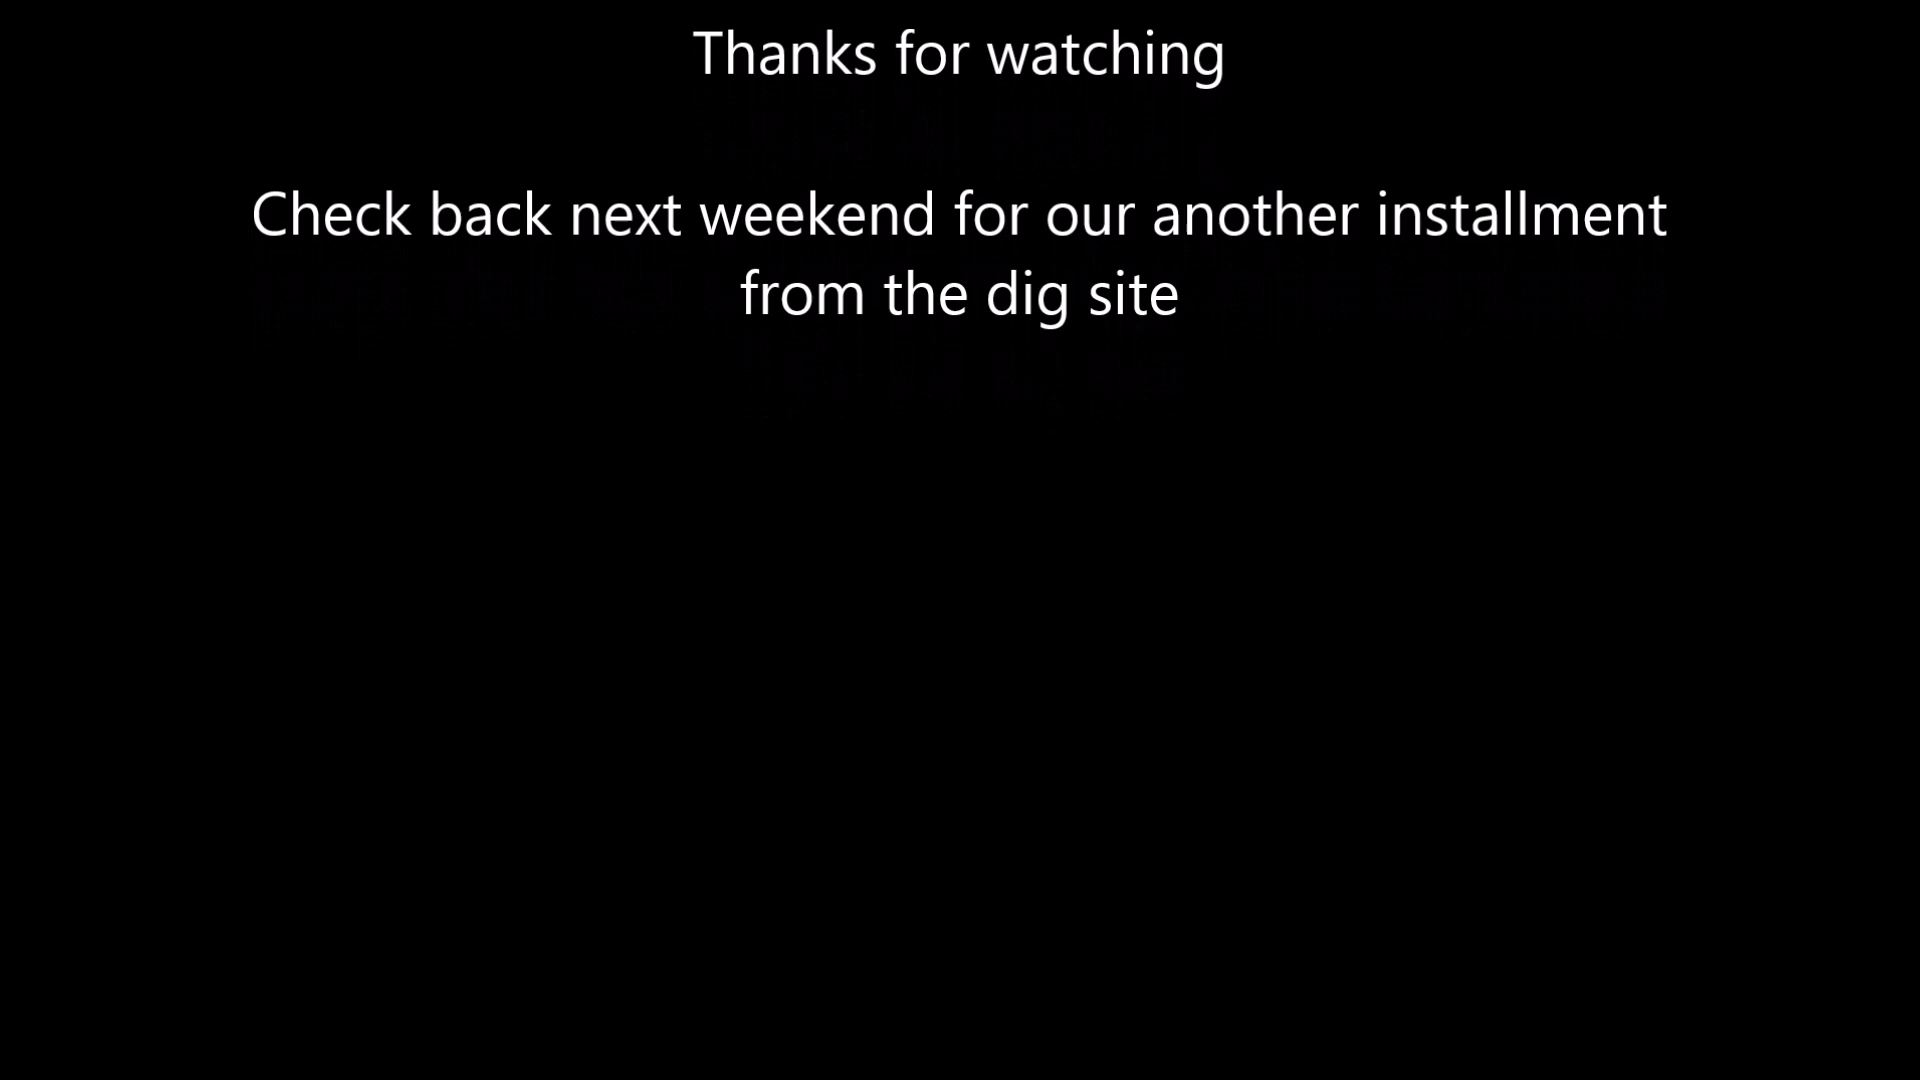 Thanks for watching
Check back next weekend for our another installment
from the dig site